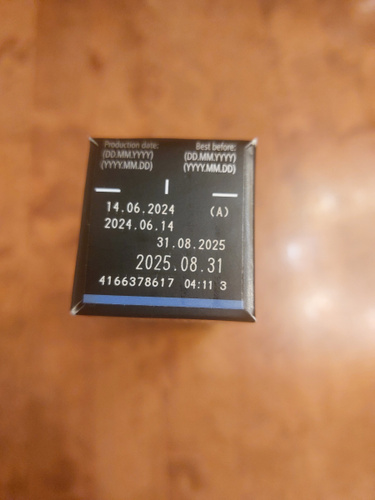 Production date: Best before:
(DD.MM.YYYY) (DD.MM.YYYY)
(YYYY.MM.DD) (YYYY.MM.DD)
14.06.2024 (A)
2024.06.14
31.08.2025
2025.08.31
4166378617 04:11 3